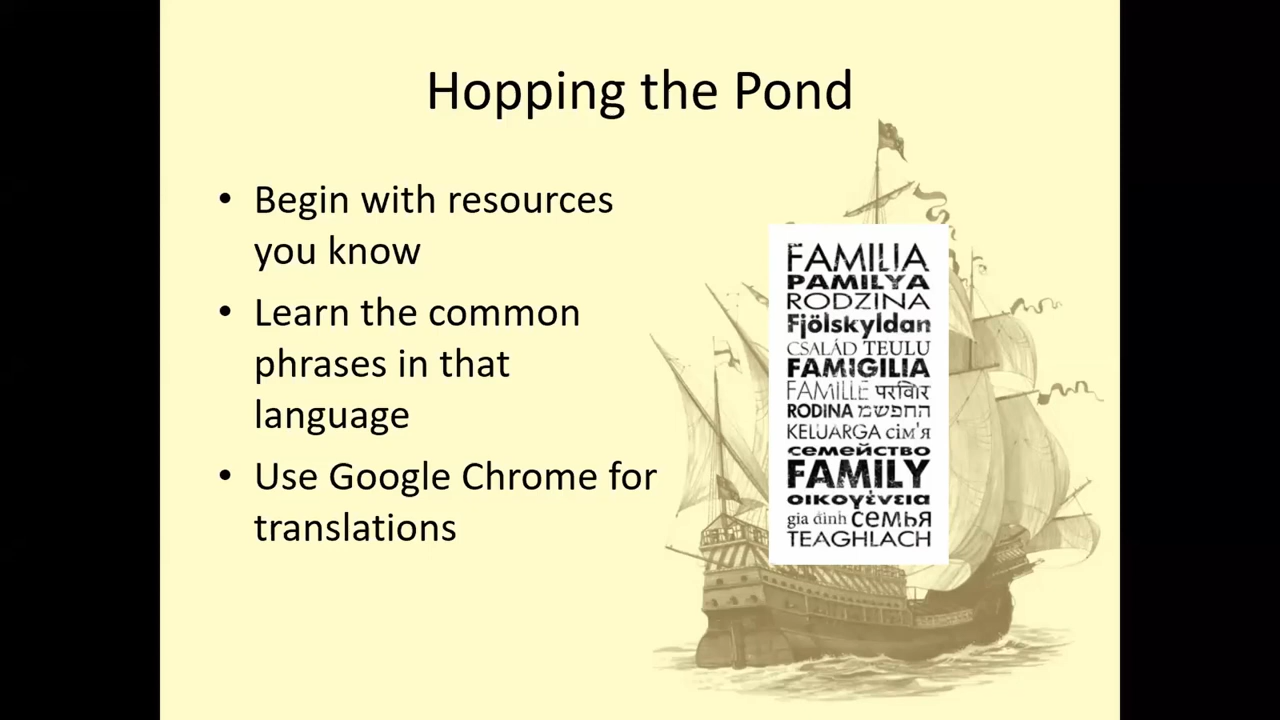 Hopping the Pond
• Begin with resources
you know
• Learn the common
phrases in that
language
• Use Google Chrome for
translations
FAMILIA
PAMILYA
RODZINA
Fjölskyldan
CSALÁD TEULU
FAMIGILIA
FAMILLE परिवार
RODINA החפשמ
KELUARGA сім'я
семейство
FAMILY
οικογένεια
gia đình семья
TEAGHLACH